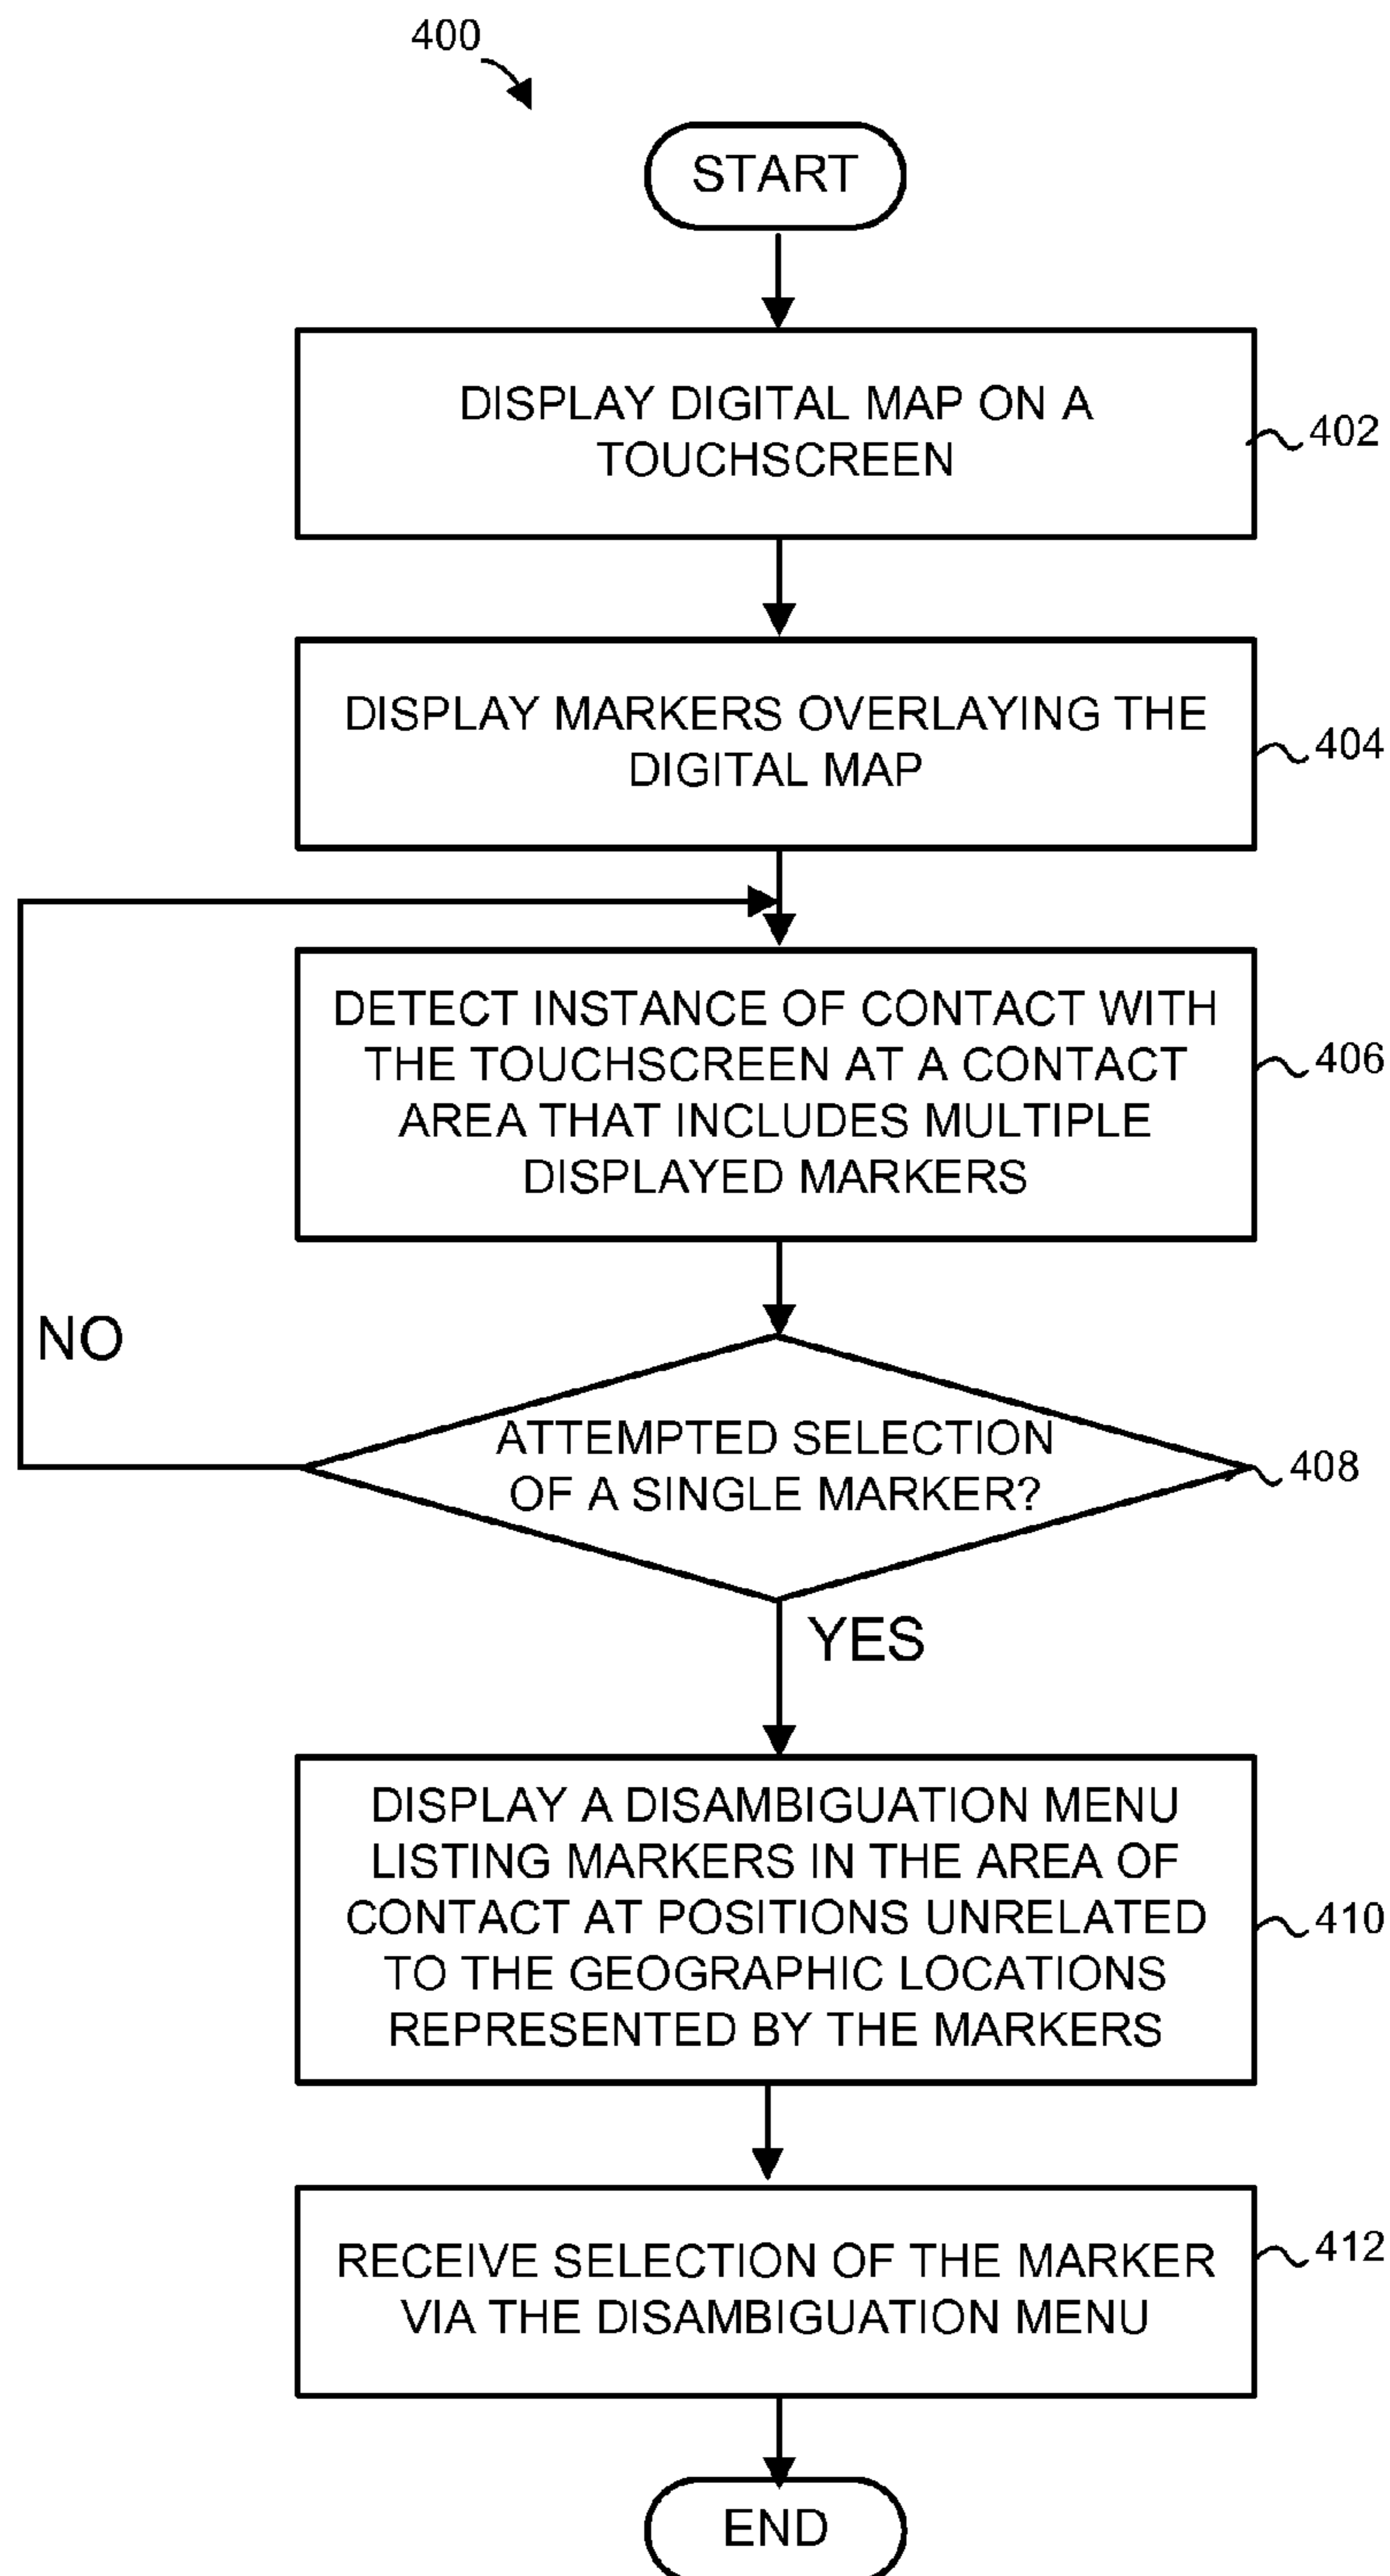 400
START
DISPLAY DIGITAL MAP ON A
TOUCHSCREEN
402
DISPLAY MARKERS OVERLAYING THE
DIGITAL MAP
404
DETECT INSTANCE OF CONTACT WITH
THE TOUCHSCREEN AT A CONTACT
AREA THAT INCLUDES MULTIPLE
DISPLAYED MARKERS
406
NO
ATTEMPTED SELECTION
OF A SINGLE MARKER?
408
YES
DISPLAY A DISAMBIGUATION MENU
LISTING MARKERS IN THE AREA OF
CONTACT AT POSITIONS UNRELATED
TO THE GEOGRAPHIC LOCATIONS
REPRESENTED BY THE MARKERS
410
RECEIVE SELECTION OF THE MARKER
VIA THE DISAMBIGUATION MENU
412
END